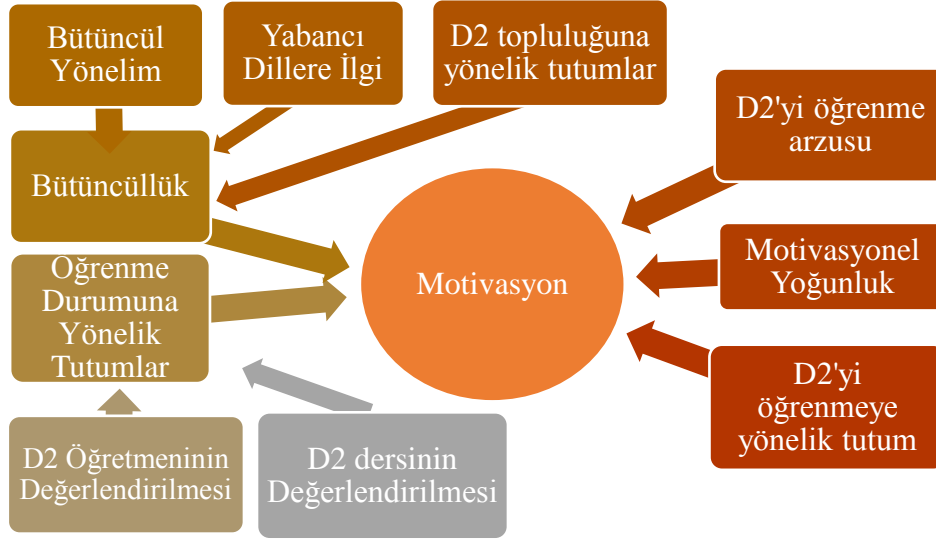 Bütüncül
Yönelim
Yabancı
Dillere İlgi
D2 topluluğuna
yönelik tutumlar
D2'yi öğrenme
arzusu
Bütüncüllük
Motivasyon
Motivasyonel
Yoğunluk
Öğrenme
Durumuna
Yönelik
Tutumlar
D2'yi
öğrenmeye
yönelik tutum
D2 Öğretmeninin
Değerlendirilmesi
D2 dersinin
Değerlendirilmesi